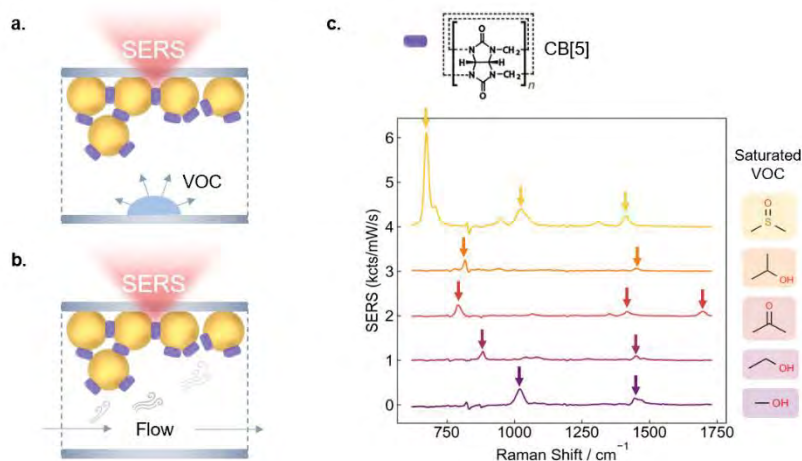 a.
SERS
VOC
b.
SERS
Flow
c.
CB[5]
O
N N CH₂
H H
N N CH₂
O
n
SERS (kcts/mW/s)
6
5
4
3
2
1
0
750 1000 1250 1500 1750
Raman Shift / cm⁻¹
Saturated
VOC
O
S
OH
O
OH
OH